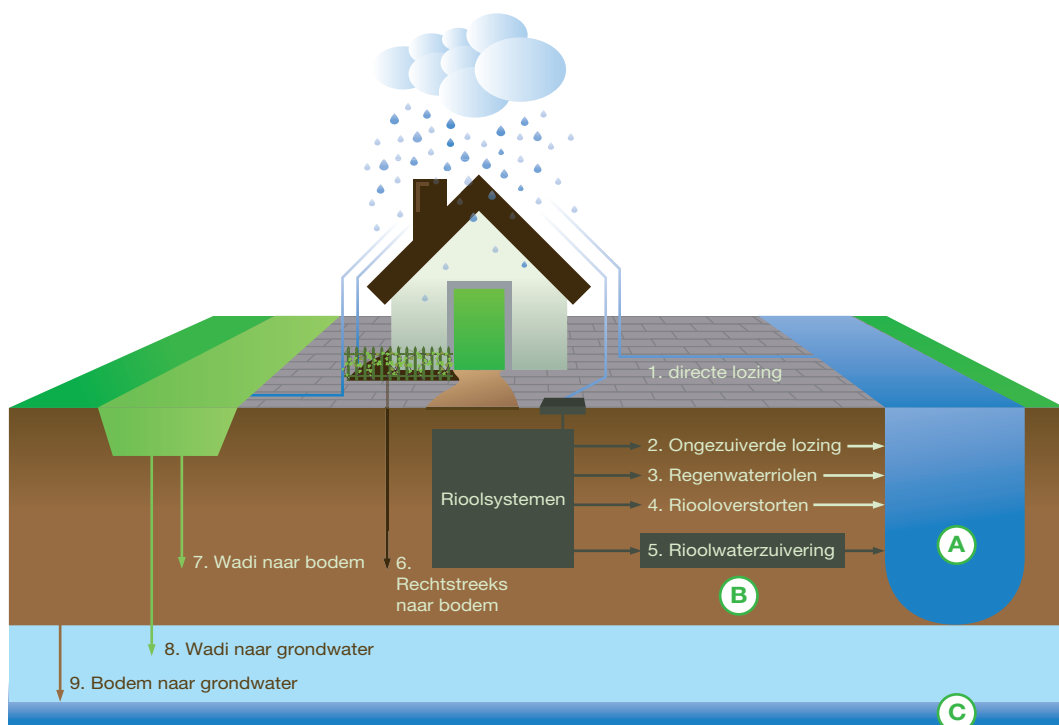 1. directe lozing
2. Ongezuiverde lozing
3. Regenwaterriolen
Rioolsystemen
4. Riooloverstorten
A
5. Rioolwaterzuivering
7. Wadi naar bodem
6.
Rechtstreeks
naar bodem
B
8. Wadi naar grondwater
9. Bodem naar grondwater
C